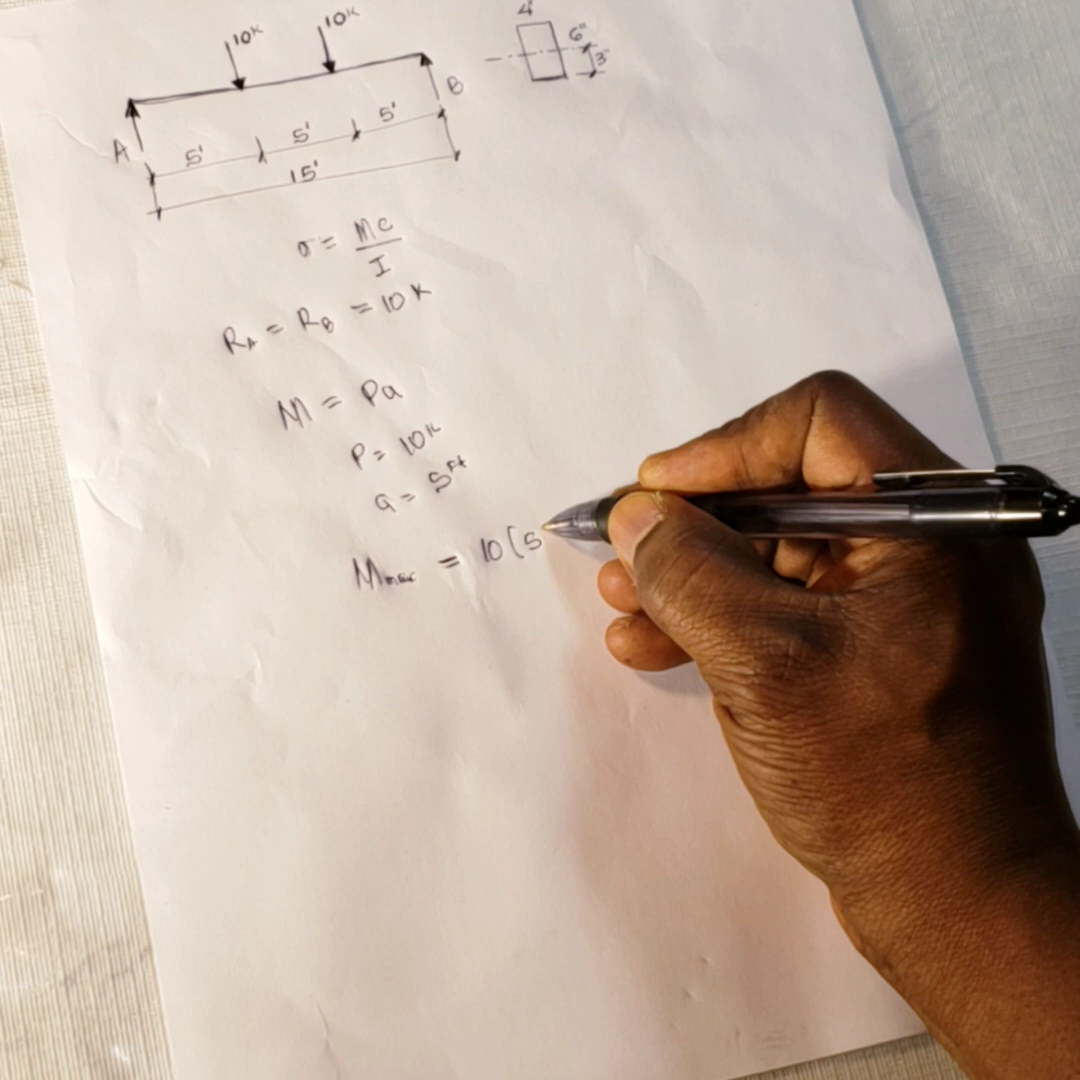 10K 10K
4" 6" 3"
A B
5' 5' 5'
15'
σ = Mc/I
RA = RB = 10K
M = Pa
P = 10K
a = 5ft
Mmax = 10(5